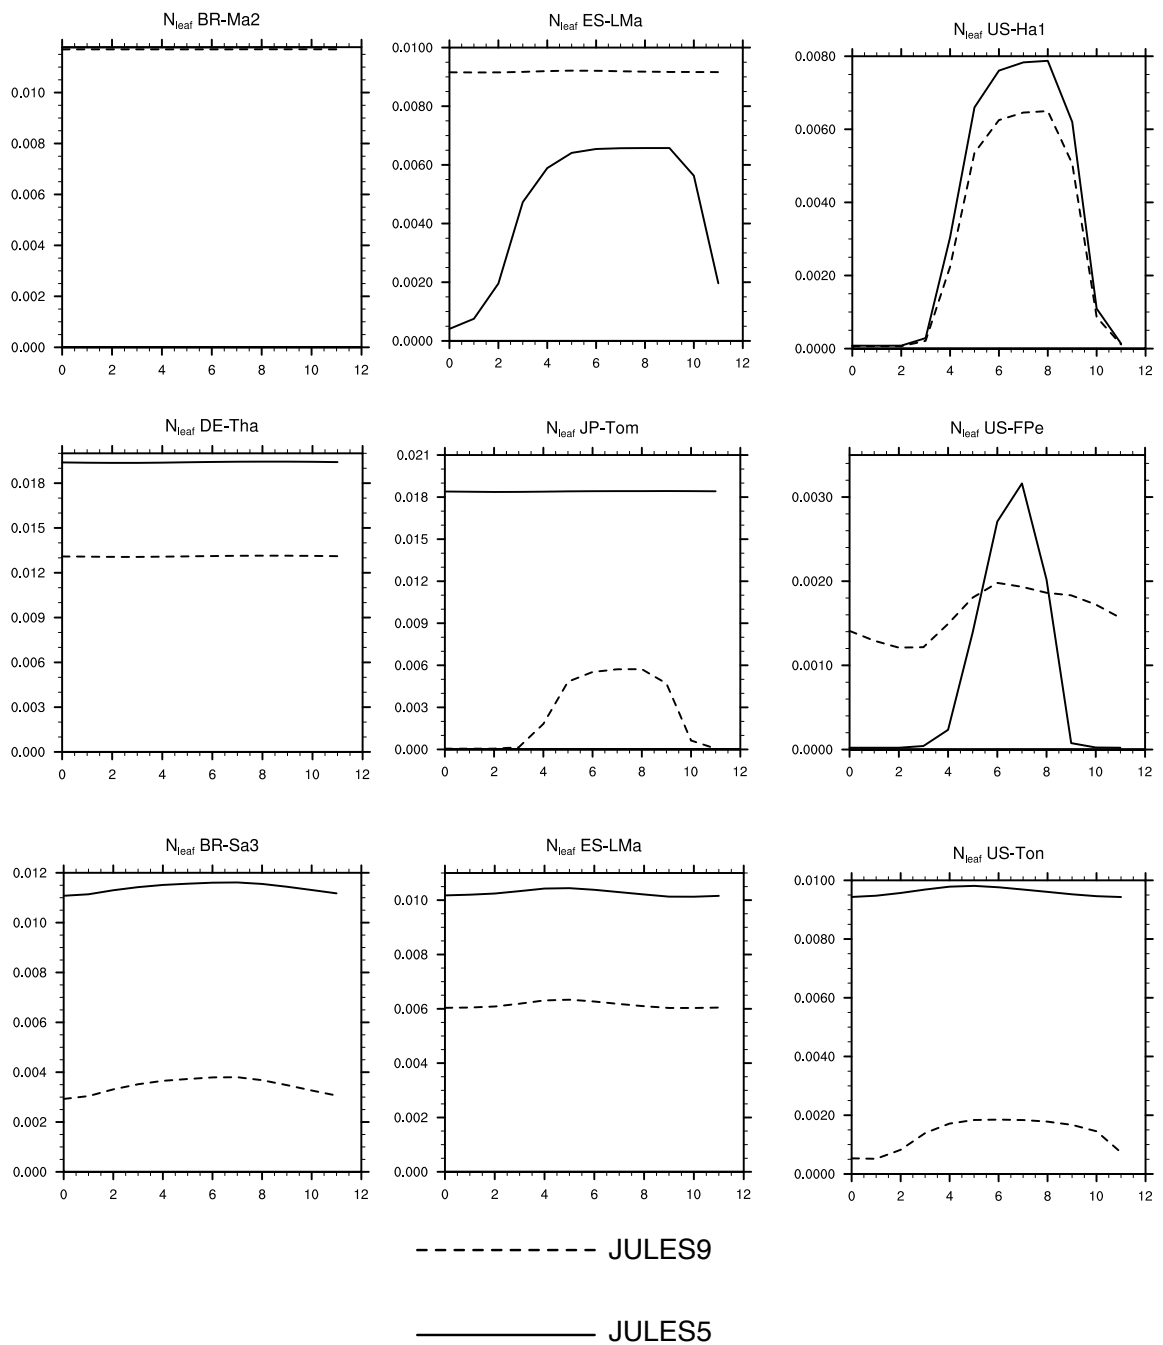 N_leaf BR-Ma2
0.010
0.008
0.006
0.004
0.002
0.000
0 2 4 6 8 10 12
N_leaf ES-LMa
0.0100
0.0080
0.0060
0.0040
0.0020
0.0000
0 2 4 6 8 10 12
N_leaf US-Ha1
0.0080
0.0060
0.0040
0.0020
0.0000
0 2 4 6 8 10 12
N_leaf DE-Tha
0.018
0.015
0.012
0.009
0.006
0.003
0.000
0 2 4 6 8 10 12
N_leaf JP-Tom
0.021
0.018
0.015
0.012
0.009
0.006
0.003
0.000
0 2 4 6 8 10 12
N_leaf US-FPe
0.0030
0.0020
0.0010
0.0000
0 2 4 6 8 10 12
N_leaf BR-Sa3
0.012
0.010
0.008
0.006
0.004
0.002
0.000
0 2 4 6 8 10 12
N_leaf ES-LMa
0.010
0.008
0.006
0.004
0.002
0.000
0 2 4 6 8 10 12
N_leaf US-Ton
0.0100
0.0080
0.0060
0.0040
0.0020
0.0000
0 2 4 6 8 10 12
JULES9
JULES5